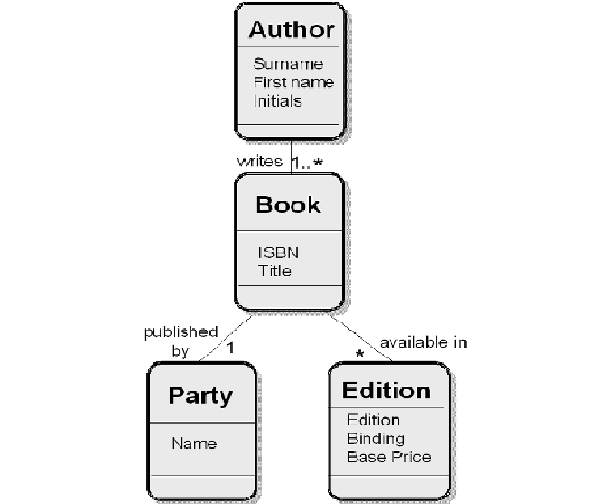 Author
Surname
First name
Initials
writes 1..*
Book
ISBN
Title
published
by 1
* available in
Party
Name
Edition
Edition
Binding
Base Price